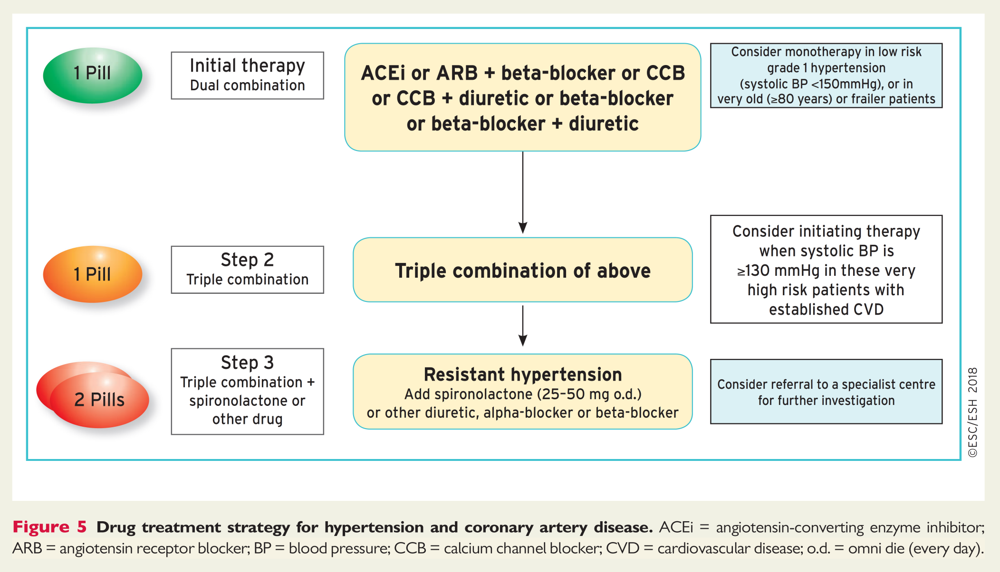 1 Pill
Initial therapy
Dual combination
ACEi or ARB + beta-blocker or CCB
or CCB + diuretic or beta-blocker
or beta-blocker + diuretic
Consider monotherapy in low risk
grade 1 hypertension
(systolic BP <150mmHg), or in
very old (≥80 years) or frailer patients
1 Pill
Step 2
Triple combination
Triple combination of above
Consider initiating therapy
when systolic BP is
≥130 mmHg in these very
high risk patients with
established CVD
2 Pills
Step 3
Triple combination +
spironolactone or
other drug
Resistant hypertension
Add spironolactone (25–50 mg o.d.)
or other diuretic, alpha-blocker or beta-blocker
Consider referral to a specialist centre
for further investigation
©ESC/ESH 2018
Figure 5 Drug treatment strategy for hypertension and coronary artery disease. ACEi = angiotensin-converting enzyme inhibitor;
ARB = angiotensin receptor blocker; BP = blood pressure; CCB = calcium channel blocker; CVD = cardiovascular disease; o.d. = omni die (every day).